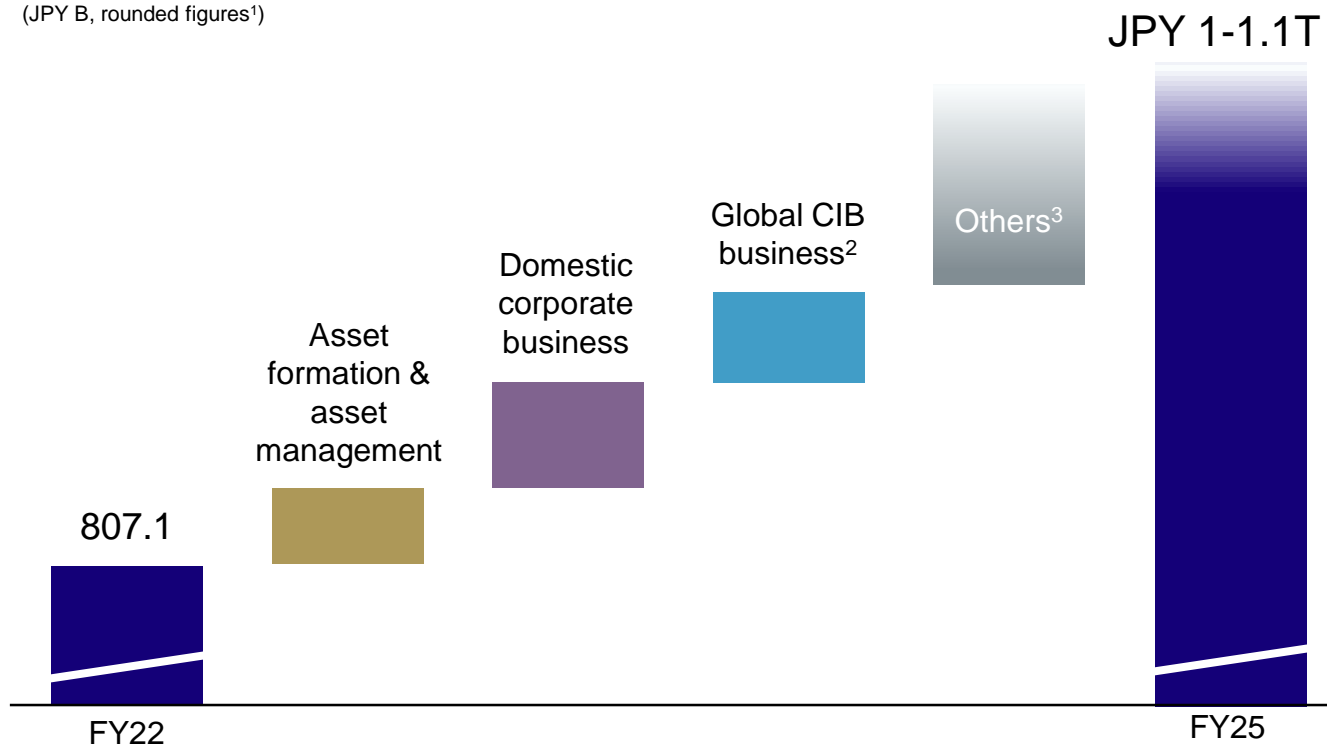 (JPY B, rounded figures¹)
JPY 1-1.1T
Others³
Global CIB
business²
Domestic
corporate
business
Asset
formation &
asset
management
807.1
FY22
FY25